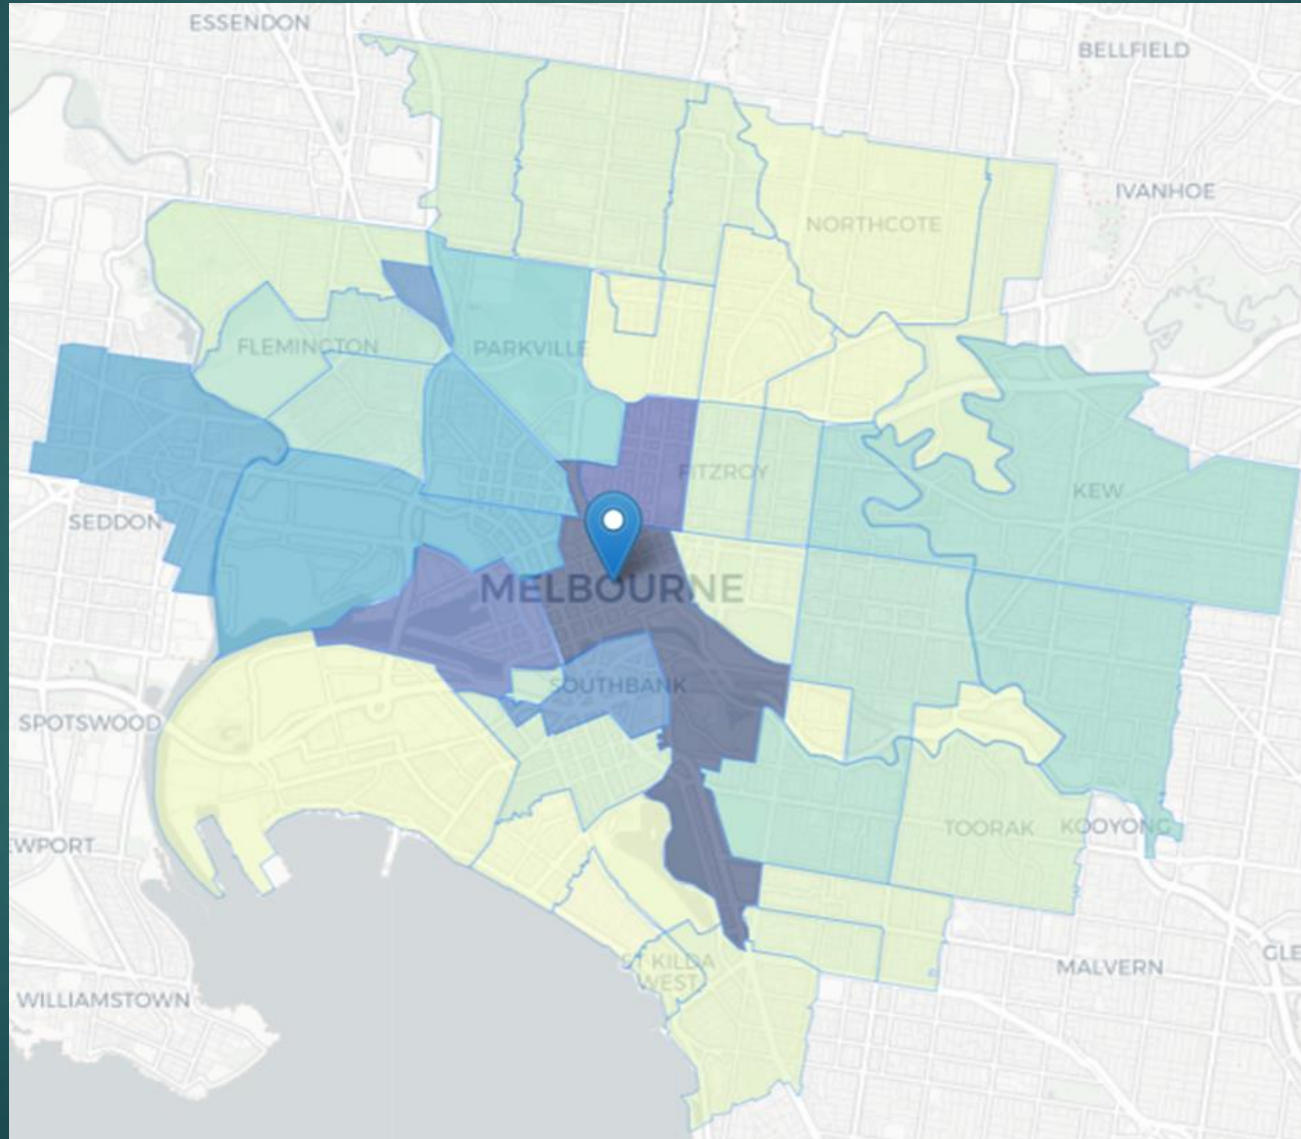 ESSENDON
BELLFIELD
IVANHOE
NORTHCOTE
FLEMINGTON
PARKVILLE
FITZROY
KEW
SEDDON
MELBOURNE
SOUTHBANK
SPOTSWOOD
TOORAK
KOOYONG
EWPORT
ST KILDA
WEST
MALVERN
GLE
WILLIAMSTOWN